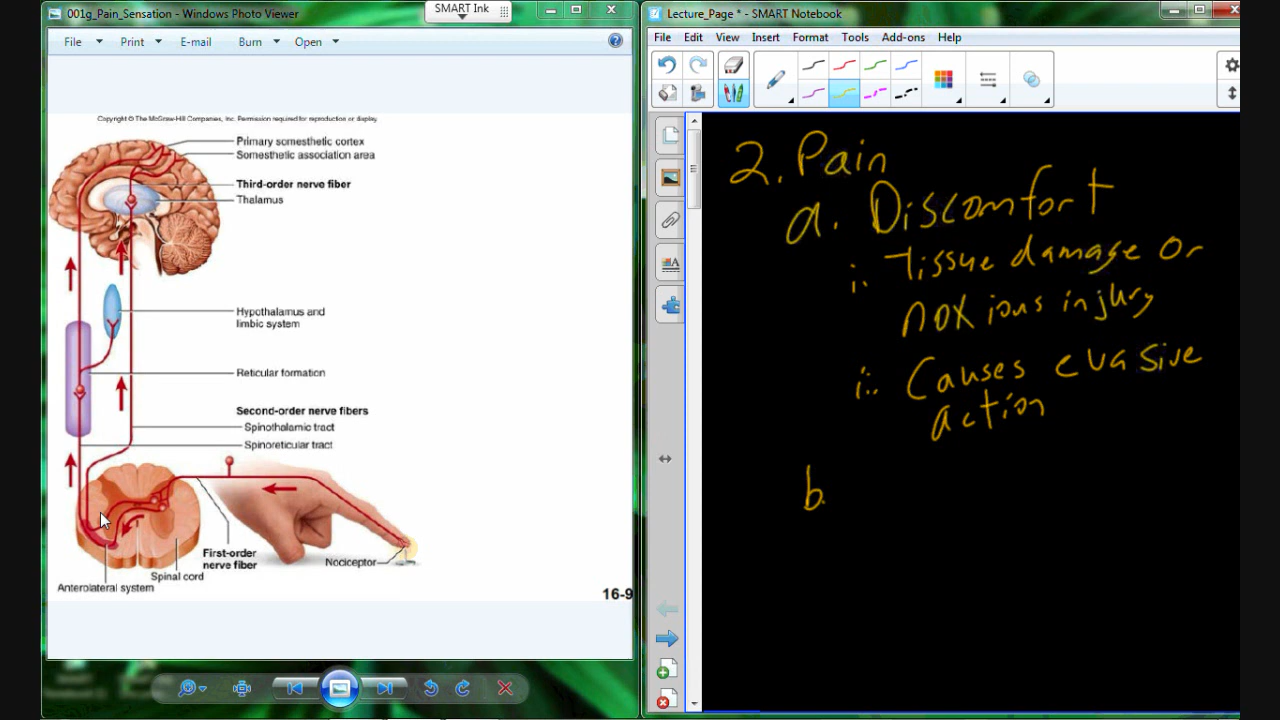 001g_Pain_Sensation - Windows Photo Viewer
SMART Ink
File Print E-mail Burn Open
Copyright © The McGraw-Hill Companies, Inc. Permission required for reproduction or display.
Primary somesthetic cortex
Somesthetic association area
Third-order nerve fiber
Thalamus
Hypothalamus and
limbic system
Reticular formation
Second-order nerve fibers
Spinothalamic tract
Spinoreticular tract
First-order
nerve fiber
Nociceptor
Spinal cord
Anterolateral system
16-9
Lecture_Page * - SMART Notebook
File Edit View Insert Format Tools Add-ons Help
2. Pain
a. Discomfort
i. Tissue damage or
noxious injury
ii. Causes evasive
action
b.